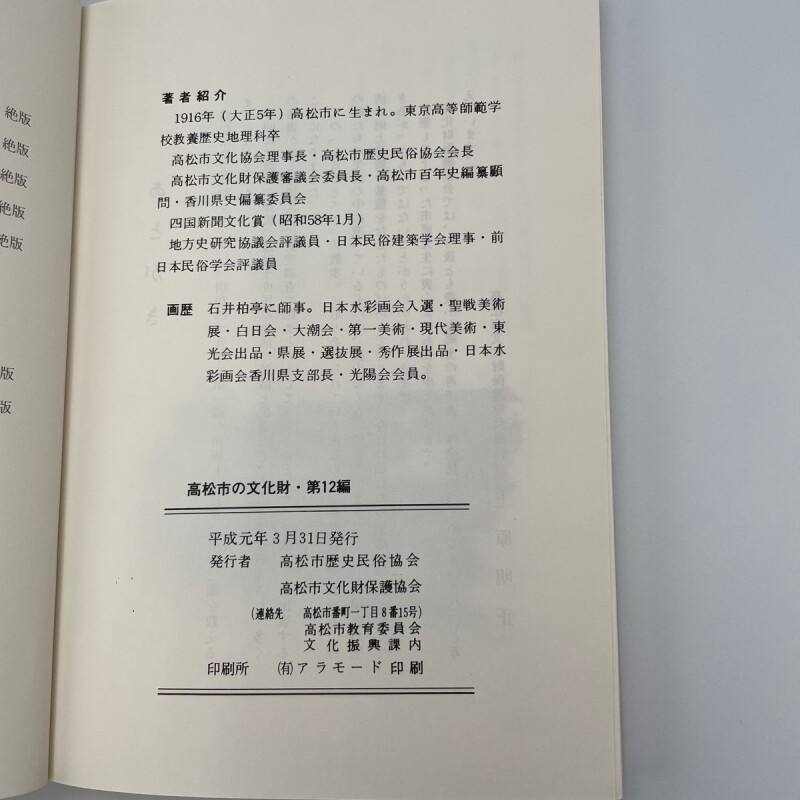 著者紹介
1916年（大正5年）高松市に生まれ。東京高等師範学
校教養歴史地理科卒
高松市文化協会理事長・高松市歴史民俗協会会長
高松市文化財保護審議会委員長・高松市百年史編纂顧
問・香川県史偏纂委員会
四国新聞文化賞（昭和58年1月）
地方史研究協議会評議員・日本民俗建築学会理事・前
日本民俗学会評議員
画歴 石井柏亭に師事。日本水彩画会入選・聖戦美術
展・白日会・大潮会・第一美術・現代美術・東
光会出品・県展・選抜展・秀作展出品・日本水
彩画会香川県支部長・光陽会会員。
高松市の文化財・第12編
平成元年3月31日発行
発行者 高松市歴史民俗協会
高松市文化財保護協会
（連絡先 高松市番町一丁目8番15号）
高松市教育委員会
文化振興課内
印刷所 ㈲アラモード印刷
絶版
絶版
絶版
絶版
絶版
版
版